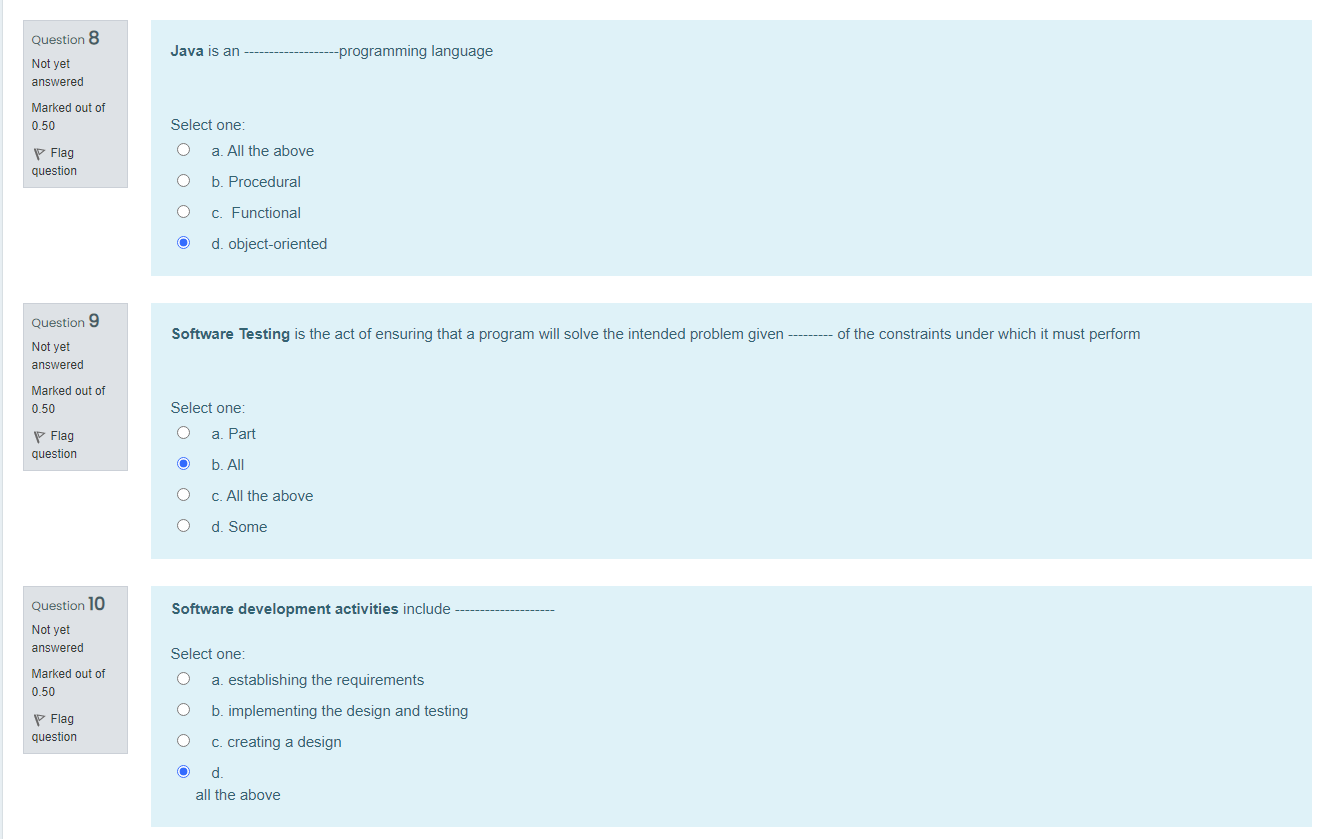 Question 8
Not yet
answered
Marked out of
0.50
Flag
question
Java is an -------------------programming language
Select one:
a. All the above
b. Procedural
c. Functional
d. object-oriented
Question 9
Not yet
answered
Marked out of
0.50
Flag
question
Software Testing is the act of ensuring that a program will solve the intended problem given --------- of the constraints under which it must perform
Select one:
a. Part
b. All
c. All the above
d. Some
Question 10
Not yet
answered
Marked out of
0.50
Flag
question
Software development activities include --------------------
Select one:
a. establishing the requirements
b. implementing the design and testing
c. creating a design
d.
all the above